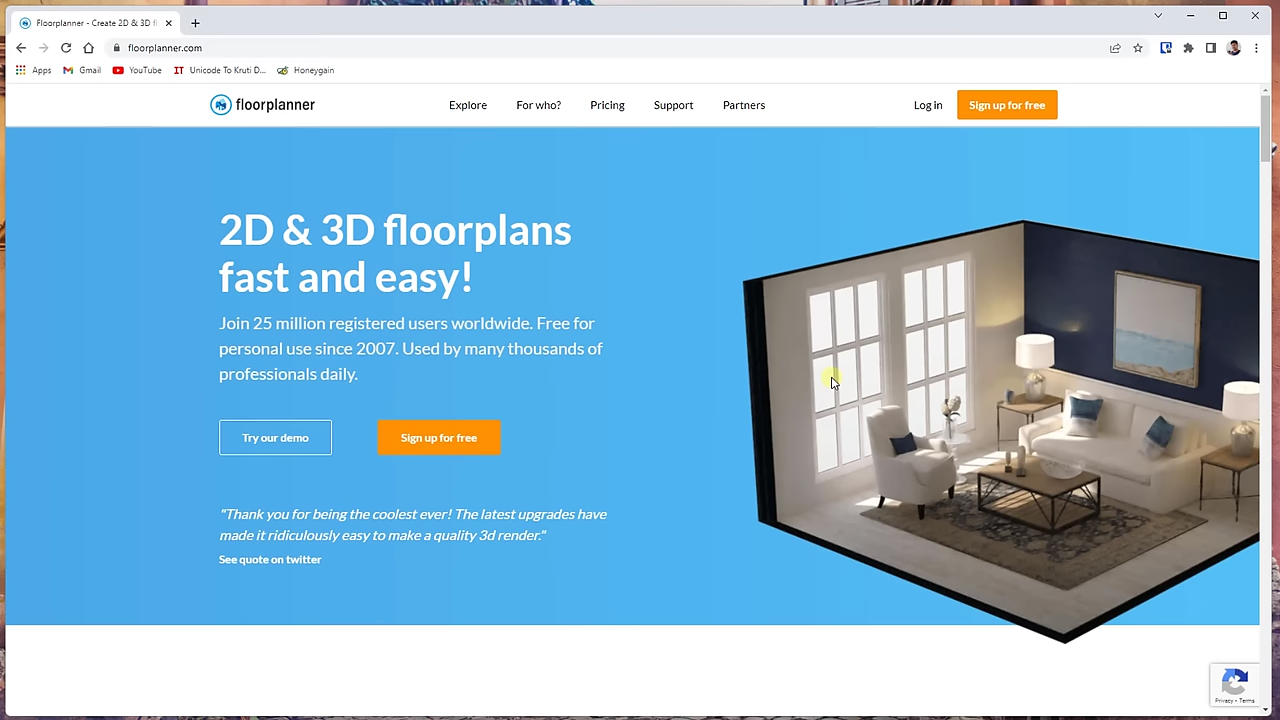 Floorplanner - Create 2D & 3D fl
floorplanner.com
Apps Gmail YouTube Unicode To Kruti D... Honeygain
floorplanner Explore For who? Pricing Support Partners Log in Sign up for free
2D & 3D floorplans
fast and easy!
Join 25 million registered users worldwide. Free for
personal use since 2007. Used by many thousands of
professionals daily.
Try our demo Sign up for free
"Thank you for being the coolest ever! The latest upgrades have
made it ridiculously easy to make a quality 3d render."
See quote on twitter
Privacy - Terms